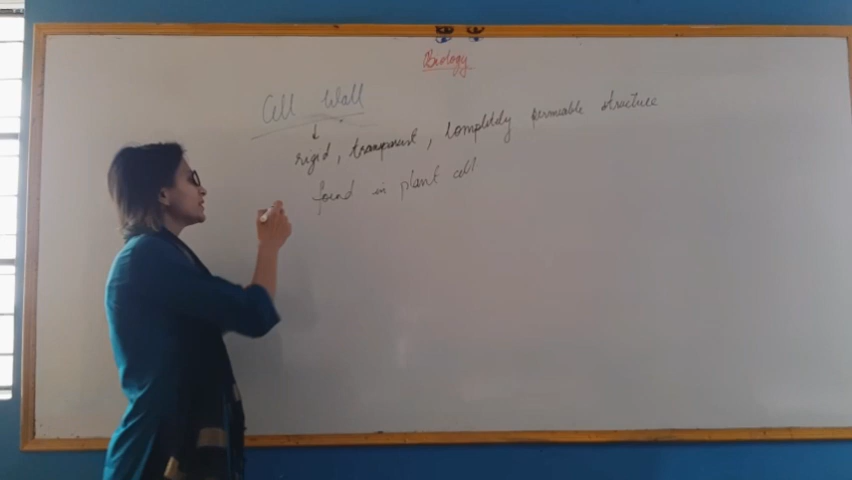 Biology
Cell Wall
rigid, transparent, completely permeable structure
found in plant cell